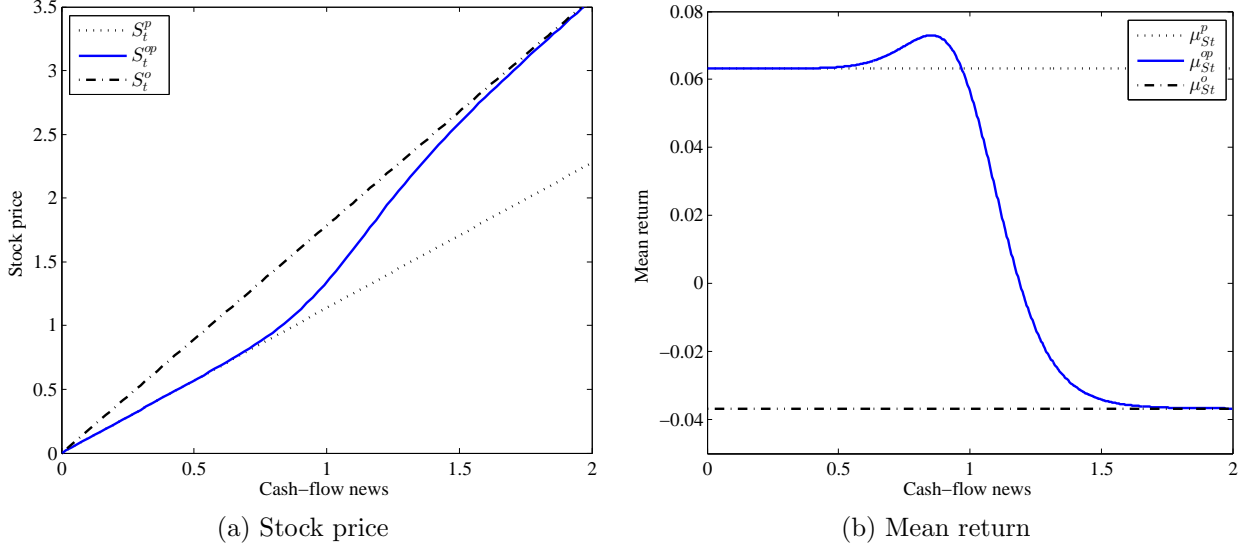 3.5
3
2.5
2
1.5
1
0.5
0
0
0.5
1
1.5
2
Stock price
Cash−flow news
S_t^p
S_t^{op}
S_t^o
(a) Stock price
0.08
0.06
0.04
0.02
0
−0.02
−0.04
0
0.5
1
1.5
2
Mean return
Cash−flow news
μ_{St}^p
μ_{St}^{op}
μ_{St}^o
(b) Mean return